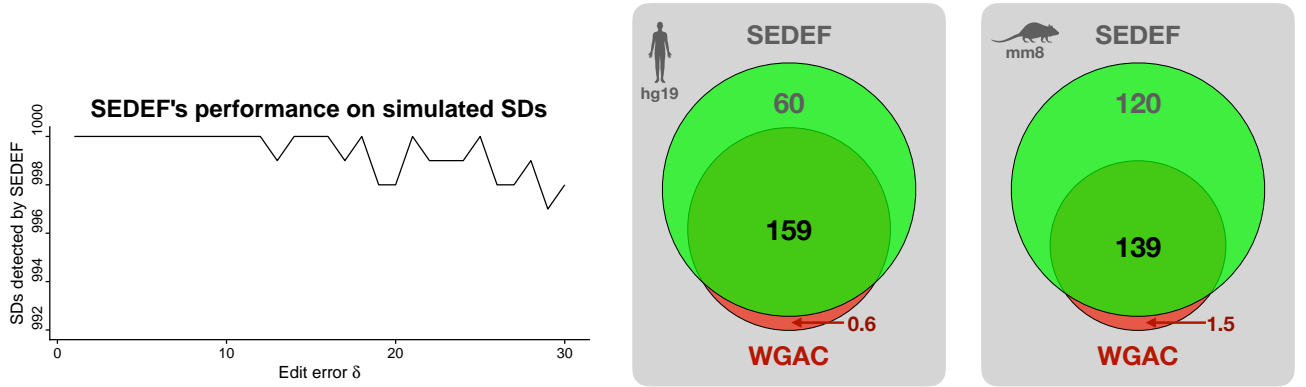 SEDEF's performance on simulated SDs
SDs detected by SEDEF
1000
998
996
994
992
0
10
20
30
Edit error δ
hg19
SEDEF
60
159
0.6
WGAC
mm8
SEDEF
120
139
1.5
WGAC